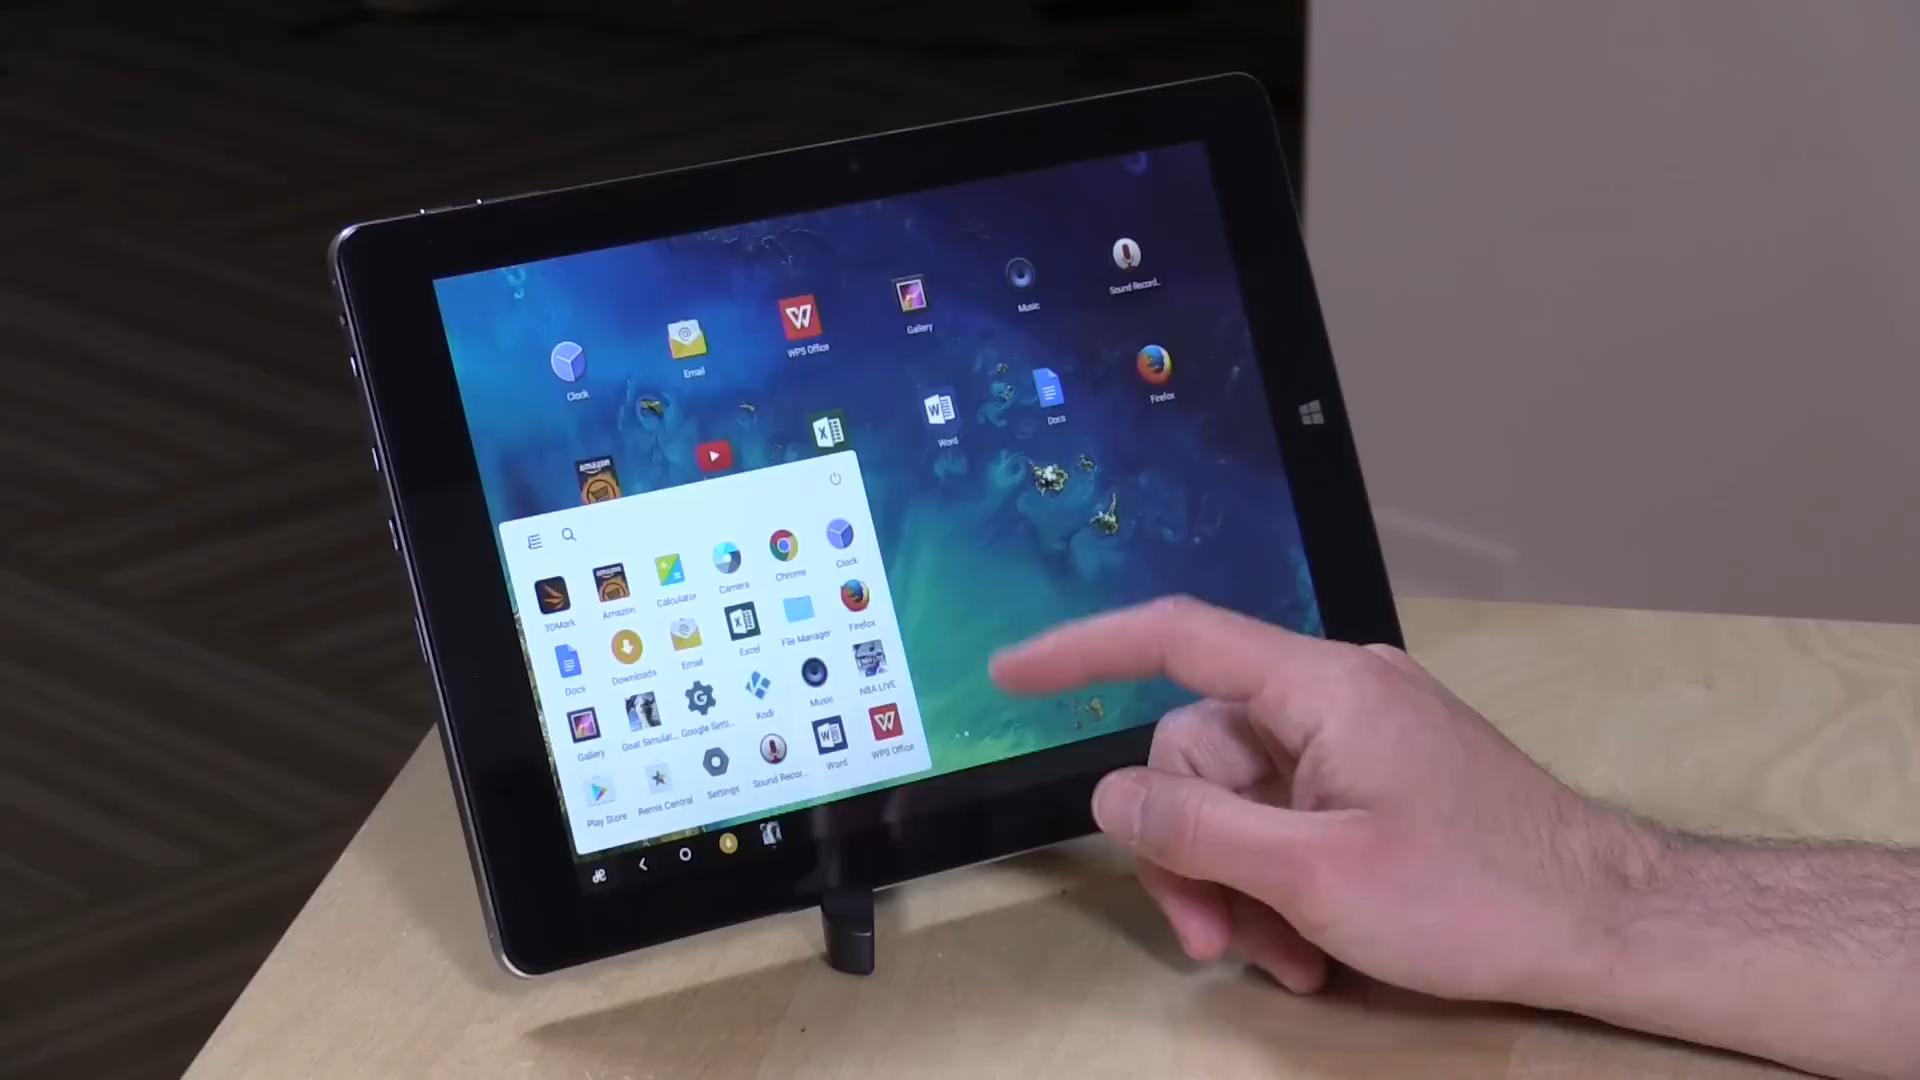 Sound Record..
Music
Gallery
WPS Office
Email
Clock
Firefox
Docs
Word
amazon
3DMark
amazon
Amazon
Calculator
Camera
Chrome
Clock
Docs
Downloads
Email
Excel
File Manager
Firefox
Gallery
Goat Simulat...
Google Setti...
Kodi
Music
NBA LIVE
Play Store
Remix Central
Settings
Sound Recor...
Word
WPS Office